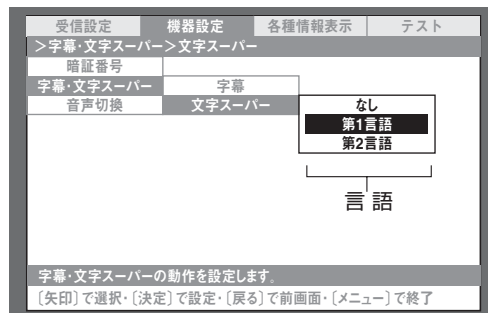 受信設定 機器設定 各種情報表示 テスト
＞字幕・文字スーパー＞文字スーパー
暗証番号
字幕・文字スーパー 字幕
音声切換 文字スーパー なし
第1言語
第2言語
言語
字幕・文字スーパーの動作を設定します。
〔矢印〕で選択・〔決定〕で設定・〔戻る〕で前画面・〔メニュー〕で終了